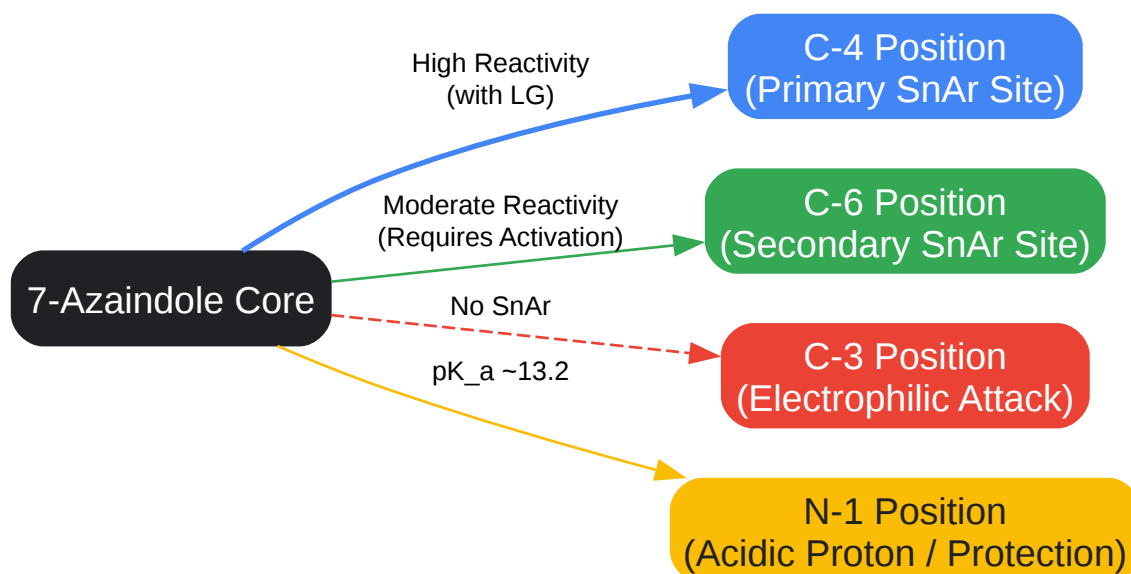 High Reactivity
(with LG)
C-4 Position
(Primary SnAr Site)
Moderate Reactivity
(Requires Activation)
C-6 Position
(Secondary SnAr Site)
7-Azaindole Core
No SnAr
C-3 Position
(Electrophilic Attack)
pK_a ~13.2
N-1 Position
(Acidic Proton / Protection)